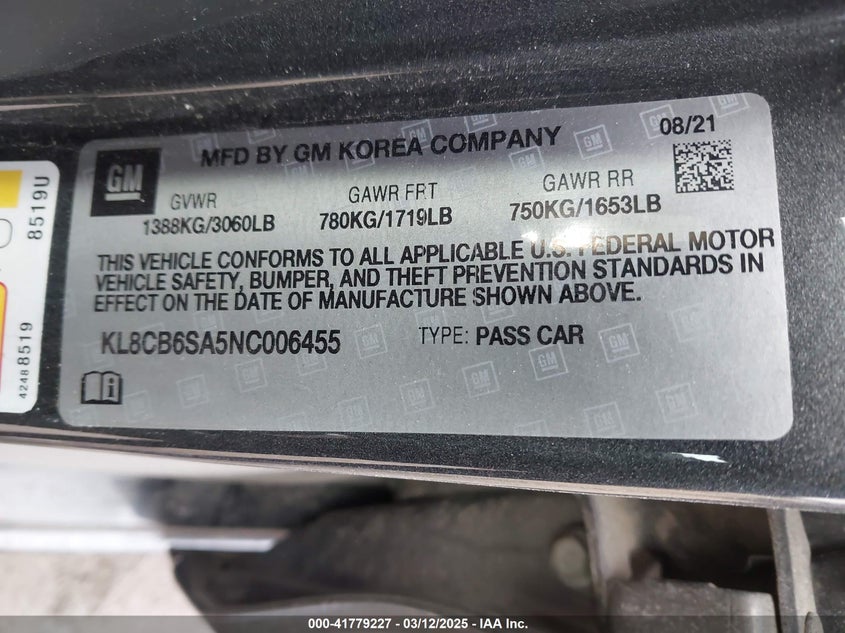 GM
MFD BY GM KOREA COMPANY
08/21
GVWR
1388KG/3060LB
GAWR FRT
780KG/1719LB
GAWR RR
750KG/1653LB
THIS VEHICLE CONFORMS TO ALL APPLICABLE U.S. FEDERAL MOTOR
VEHICLE SAFETY, BUMPER, AND THEFT PREVENTION STANDARDS IN
EFFECT ON THE DATE OF MANUFACTURE SHOWN ABOVE.
KL8CB6SA5NC006455
TYPE: PASS CAR
8519U
4248 8519
000-41779227 - 03/12/2025 - IAA Inc.